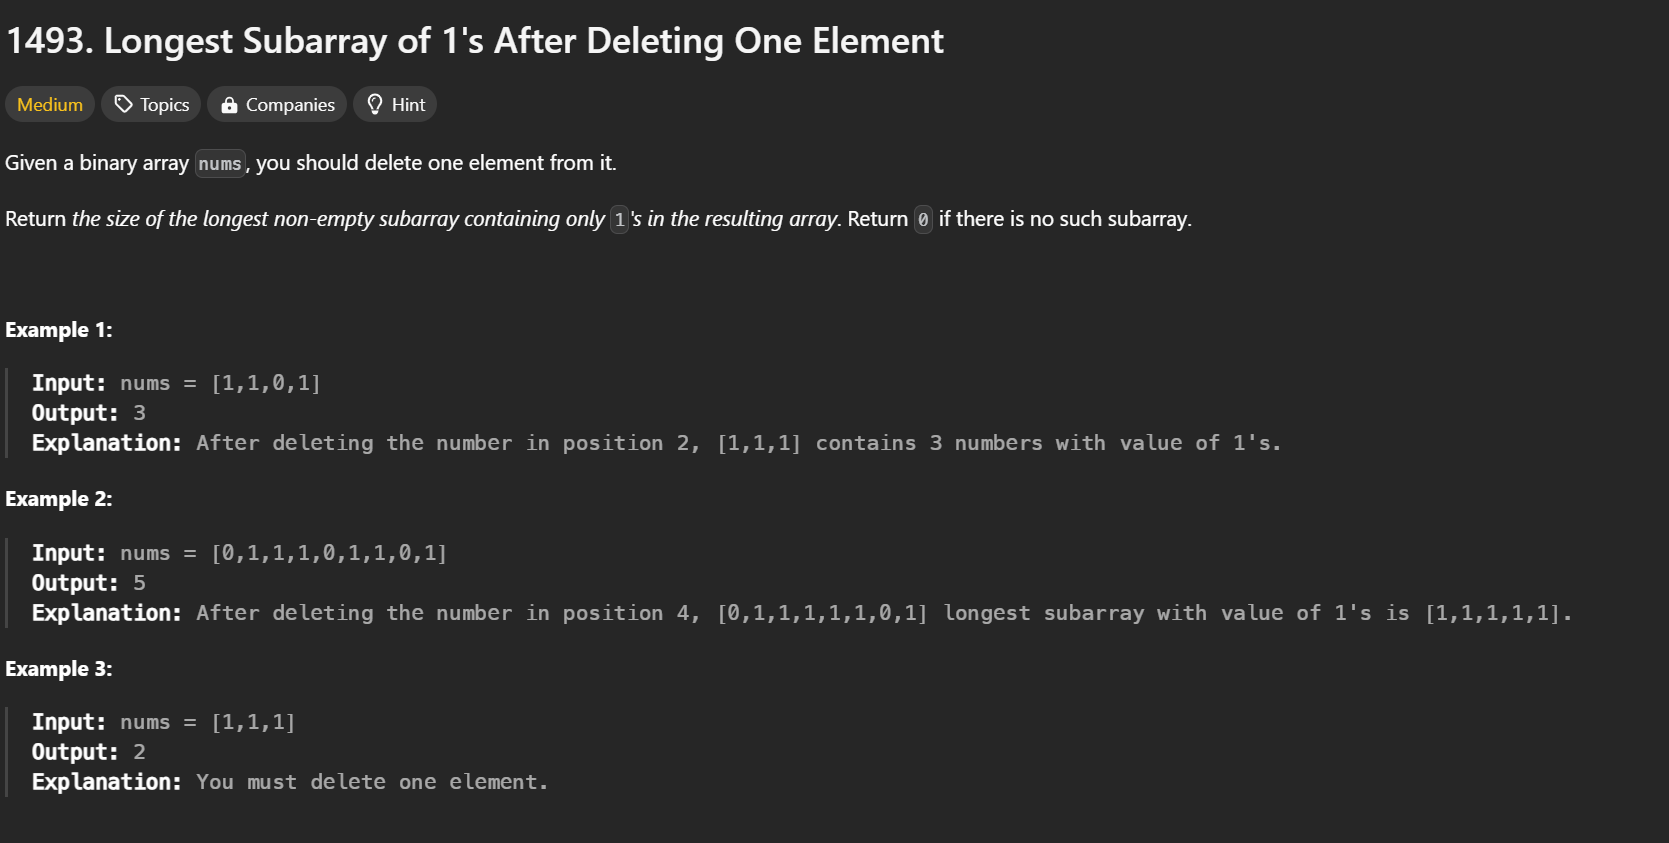 1493. Longest Subarray of 1's After Deleting One Element
Medium Topics Companies Hint
Given a binary array nums, you should delete one element from it.
Return the size of the longest non-empty subarray containing only 1's in the resulting array. Return 0 if there is no such subarray.
Example 1:
Input: nums = [1,1,0,1]
Output: 3
Explanation: After deleting the number in position 2, [1,1,1] contains 3 numbers with value of 1's.
Example 2:
Input: nums = [0,1,1,1,0,1,1,0,1]
Output: 5
Explanation: After deleting the number in position 4, [0,1,1,1,1,1,0,1] longest subarray with value of 1's is [1,1,1,1,1].
Example 3:
Input: nums = [1,1,1]
Output: 2
Explanation: You must delete one element.